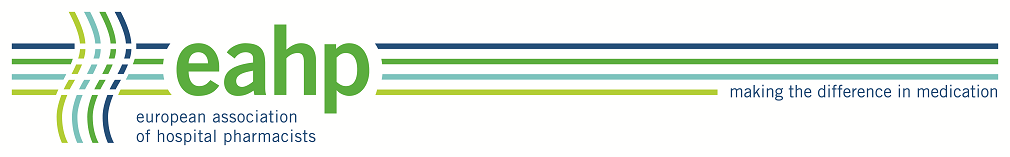 eahp
european association
of hospital pharmacists
making the difference in medication